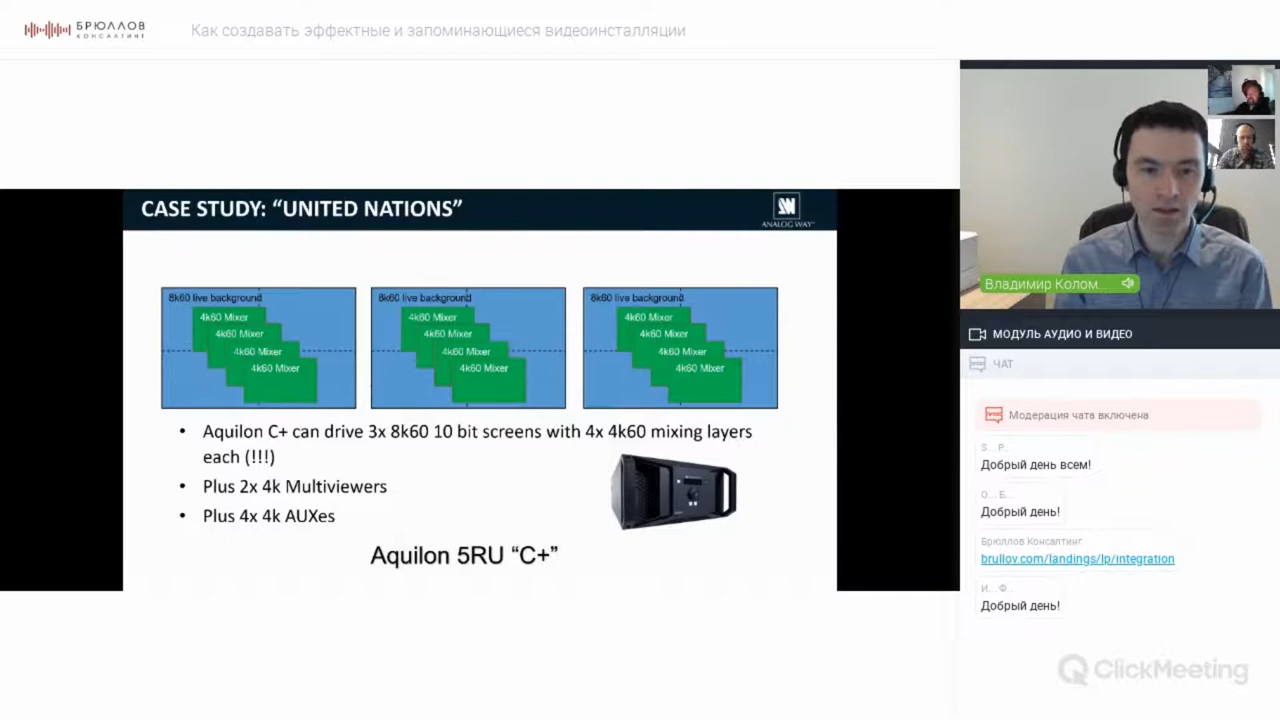 БРЮЛЛОВ
КОНСАЛТИНГ
Как создавать эффектные и запоминающиеся видеоинсталляции
CASE STUDY: “UNITED NATIONS”
ANALOG WAY®
8k60 live background
4k60 Mixer
4k60 Mixer
4k60 Mixer
4k60 Mixer
8k60 live background
4k60 Mixer
4k60 Mixer
4k60 Mixer
4k60 Mixer
8k60 live background
4k60 Mixer
4k60 Mixer
4k60 Mixer
4k60 Mixer
• Aquilon C+ can drive 3x 8k60 10 bit screens with 4x 4k60 mixing layers
each (!!!)
• Plus 2x 4k Multiviewers
• Plus 4x 4k AUXes
Aquilon 5RU “C+”
Владимир Колом...
МОДУЛЬ АУДИО И ВИДЕО
ЧАТ
Модерация чата включена
S... P..
Добрый день всем!
О... Б..
Добрый день!
Брюллов Консалтинг
brullov.com/landings/lp/integration
И... Ф..
Добрый день!
ClickMeeting